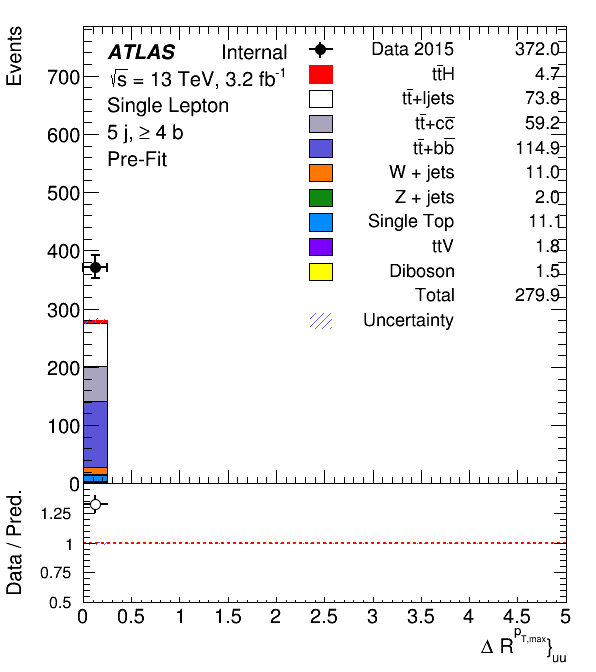 Events
ATLAS Internal
√s = 13 TeV, 3.2 fb⁻¹
Single Lepton
5 j, ≥ 4 b
Pre-Fit
Data 2015 372.0
tt̄H 4.7
tt̄+ljets 73.8
tt̄+cc̄ 59.2
tt̄+bb̄ 114.9
W + jets 11.0
Z + jets 2.0
Single Top 11.1
ttV 1.8
Diboson 1.5
Total 279.9
Uncertainty
700
600
500
400
300
200
100
0
Data / Pred.
1.25
1
0.75
0.5
0 0.5 1 1.5 2 2.5 3 3.5 4 4.5 5
Δ R^{p_{T,max}}}_{uu}